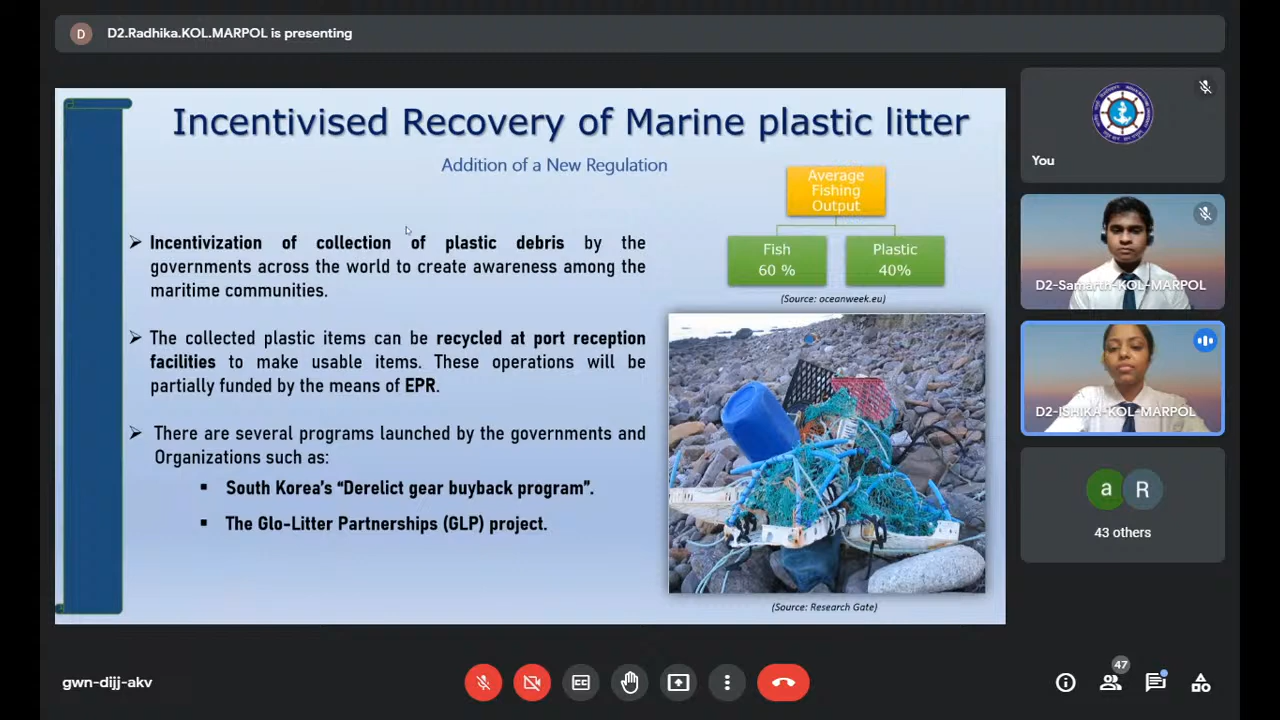 D
D2.Radhika.KOL.MARPOL is presenting
Incentivised Recovery of Marine plastic litter
Addition of a New Regulation
➢ Incentivization of collection of plastic debris by the
governments across the world to create awareness among the
maritime communities.
➢ The collected plastic items can be recycled at port reception
facilities to make usable items. These operations will be
partially funded by the means of EPR.
➢ There are several programs launched by the governments and
Organizations such as:
▪ South Korea's “Derelict gear buyback program”.
▪ The Glo-Litter Partnerships (GLP) project.
Average
Fishing
Output
Fish
60 %
Plastic
40%
(Source: oceanweek.eu)
(Source: Research Gate)
You
D2-Samarth-KOL-MARPOL
D2-ISHIKA-KOL-MARPOL
a
R
43 others
gwn-dijj-akv
CC
47